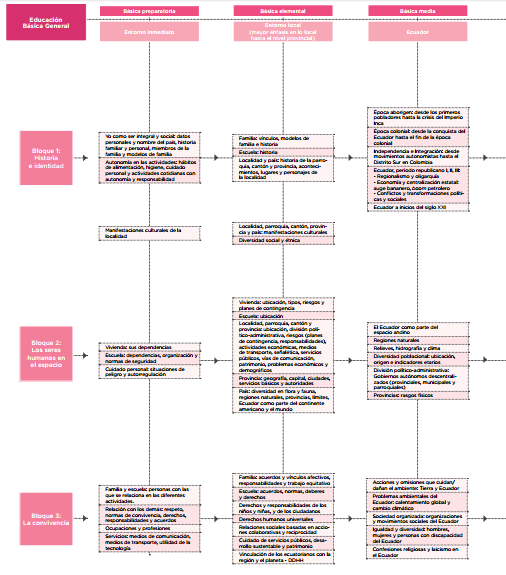 Educación
Básica General
Básica preparatoria
Básica elemental
Básica media
Entorno inmediato
Entorno local
(mayor énfasis en lo local
hasta el nivel provincial)
Ecuador
Bloque 1:
Historia
e identidad
Yo como ser integral y social: datos
personales y nombre del país, historia
familiar y personal, miembros de la
familia y modelos de familia
Autonomía en las actividades: hábitos
de alimentación, higiene, cuidado
personal y actividades cotidianas con
autonomía y responsabilidad
Familia: vínculos, modelos de
familia e historia
Escuela: historia
Localidad y país: historia de la parro-
quia, cantón y provincia, aconteci-
mientos, lugares y personajes de
la localidad
Época aborigen: desde los primeros
pobladores hasta la crisis del Imperio
Inca
Época colonial: desde la conquista del
Ecuador hasta el fin de la época
colonial
Independencia e Integración: desde
movimientos autonomistas hasta el
Distrito Sur en Colombia
Ecuador, período republicano I, II, III:
- Regionalismo y oligarquía
- Economía y centralización estatal:
auge bananero, boom petrolero
- Conflictos y transformaciones políti-
cas y sociales
Ecuador a inicios del siglo XXI
Manifestaciones culturales de la
localidad
Localidad, parroquia, cantón, provin-
cia y país: manifestaciones culturales
Diversidad social y étnica
Bloque 2:
Los seres
humanos en
el espacio
Vivienda: sus dependencias
Escuela: dependencias, organización y
normas de seguridad
Cuidado personal: situaciones de
peligro y autorregulación
Vivienda: ubicación, tipos, riesgos y
planes de contingencia
Escuela: ubicación
Localidad, parroquia, cantón y
provincia: ubicación, división polí-
tico-administrativa, riesgos (planes
de contingencia, responsabilidades),
actividades económicas, medios
de transporte, señalética, servicios
públicos, vías de comunicación,
patrimonio, problemas económicos y
demográficos
Provincia: geografía, capital, ciudades,
servicios básicos y autoridades
País: diversidad en flora y fauna,
regiones naturales, provincias, límites,
Ecuador como parte del continente
americano y el mundo
El Ecuador como parte del
espacio andino
Regiones naturales
Relieves, hidrografía y clima
Diversidad poblacional: ubicación,
origen e indicadores etarios
División político-administrativa:
Gobiernos autónomos descentrali-
zados (provinciales, municipales y
parroquiales)
Provincias: rasgos físicos
Bloque 3:
La convivencia
Familia y escuela: personas con las
que se relaciona en las diferentes
actividades.
Relación con los demás: respeto,
normas de convivencia, derechos,
responsabilidades y acuerdos
Ocupaciones y profesiones
Servicios: medios de comunicación,
medios de transporte, utilidad de la
tecnología
Familia: acuerdos y vínculos afectivos,
responsabilidades y trabajo equitativo
Escuela: acuerdos, normas, deberes
y derechos
Derechos y responsabilidades de los
niños y niñas, y de los ciudadanos
Derechos humanos universales
Relaciones sociales basadas en accio-
nes colaborativas y reciprocidad
Cuidado de servicios públicos, desa-
rrollo sustentable y patrimonio
Vinculación de los ecuatorianos con la
región y el planeta - DDHH
Acciones y omisiones que cuidan/
dañan el ambiente: Tierra y Ecuador
Problemas ambientales del
Ecuador: calentamiento global y
cambio climático
Sociedad organizada: organizaciones
y movimientos sociales del Ecuador
Igualdad y diversidad: hombres,
mujeres y personas con discapacidad
del Ecuador
Confesiones religiosas y laicismo en
el Ecuador